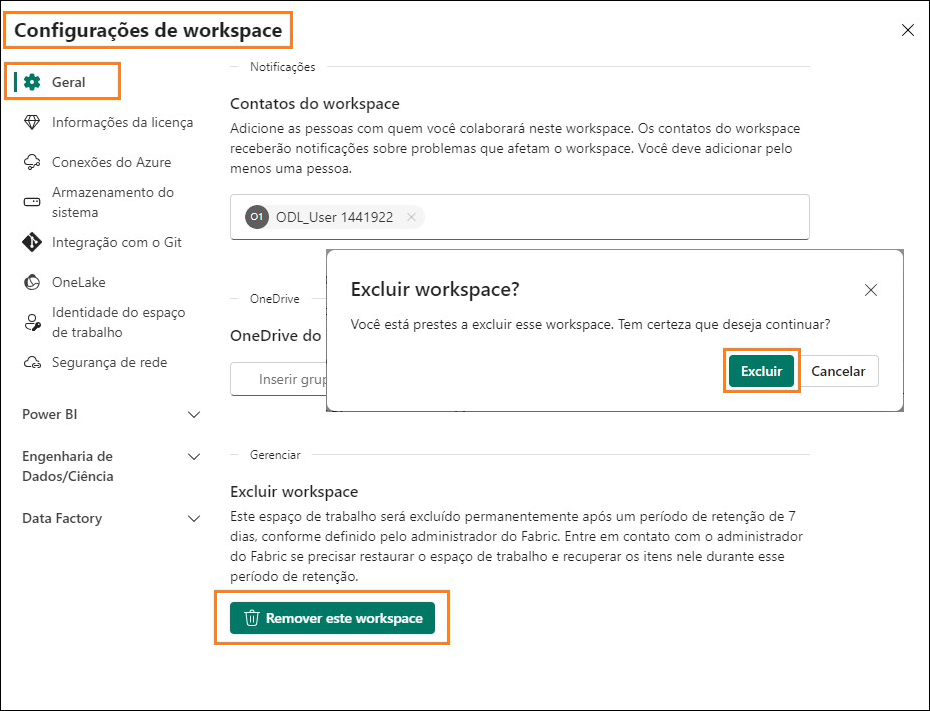 Configurações de workspace
Geral
Informações da licença
Conexões do Azure
Armazenamento do
sistema
Integração com o Git
OneLake
Identidade do espaço
de trabalho
Segurança de rede
Power BI
Engenharia de
Dados/Ciência
Data Factory
Notificações
Contatos do workspace
Adicione as pessoas com quem você colaborará neste workspace. Os contatos do workspace
receberão notificações sobre problemas que afetam o workspace. Você deve adicionar pelo
menos uma pessoa.
O1 ODL_User 1441922
OneDrive
OneDrive do
Inserir grup
Excluir workspace?
Você está prestes a excluir esse workspace. Tem certeza que deseja continuar?
Excluir Cancelar
Gerenciar
Excluir workspace
Este espaço de trabalho será excluído permanentemente após um período de retenção de 7
dias, conforme definido pelo administrador do Fabric. Entre em contato com o administrador
do Fabric se precisar restaurar o espaço de trabalho e recuperar os itens nele durante esse
período de retenção.
Remover este workspace